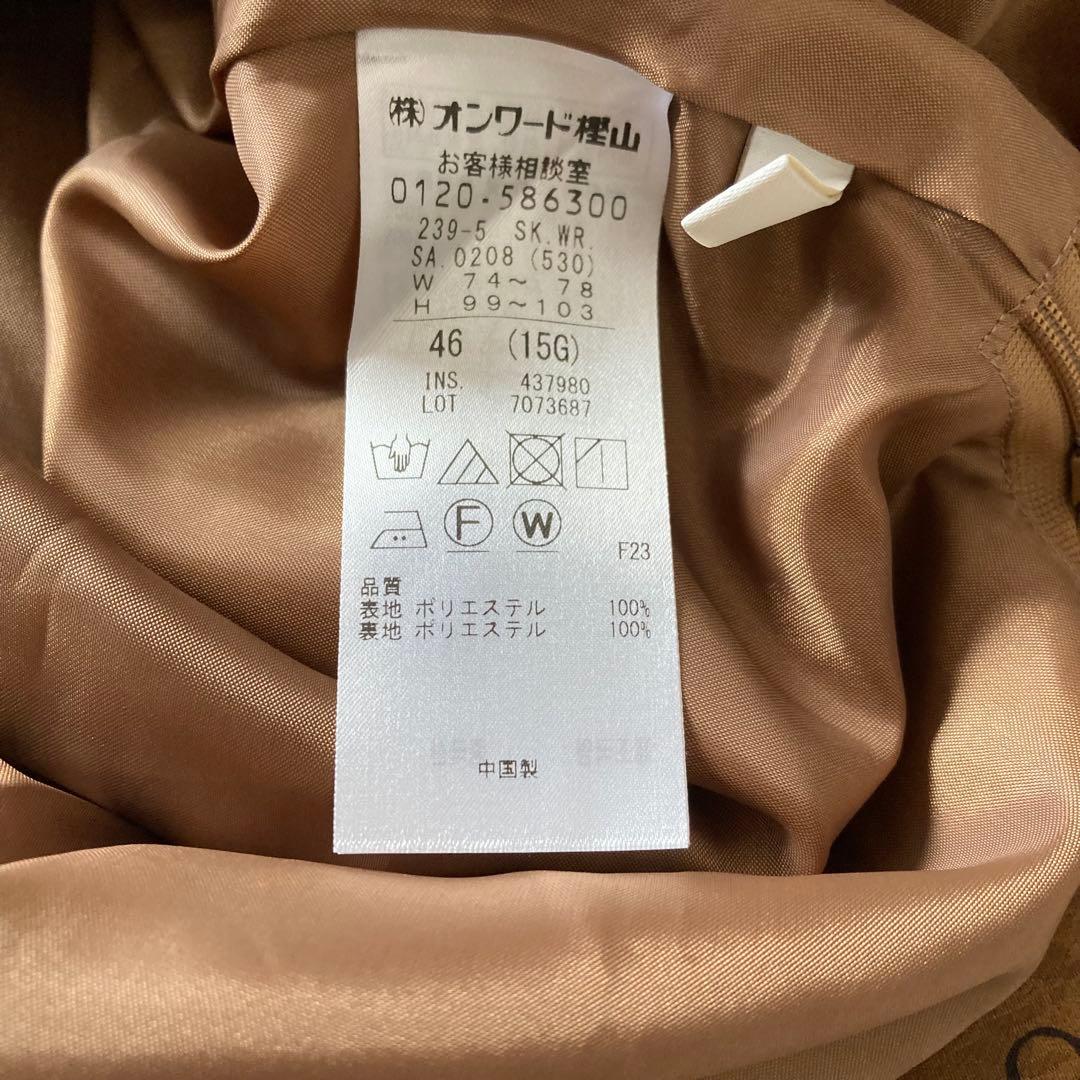 (株)オンワード樫山
お客様相談室
0120-586300
239-5 SK.WR.
SA.0208 (530)
W 74～ 78
H 99～103
46 (15G)
INS. 437980
LOT 7073687
F
W
F23
品質
表地 ポリエステル 100%
裏地 ポリエステル 100%
中国製